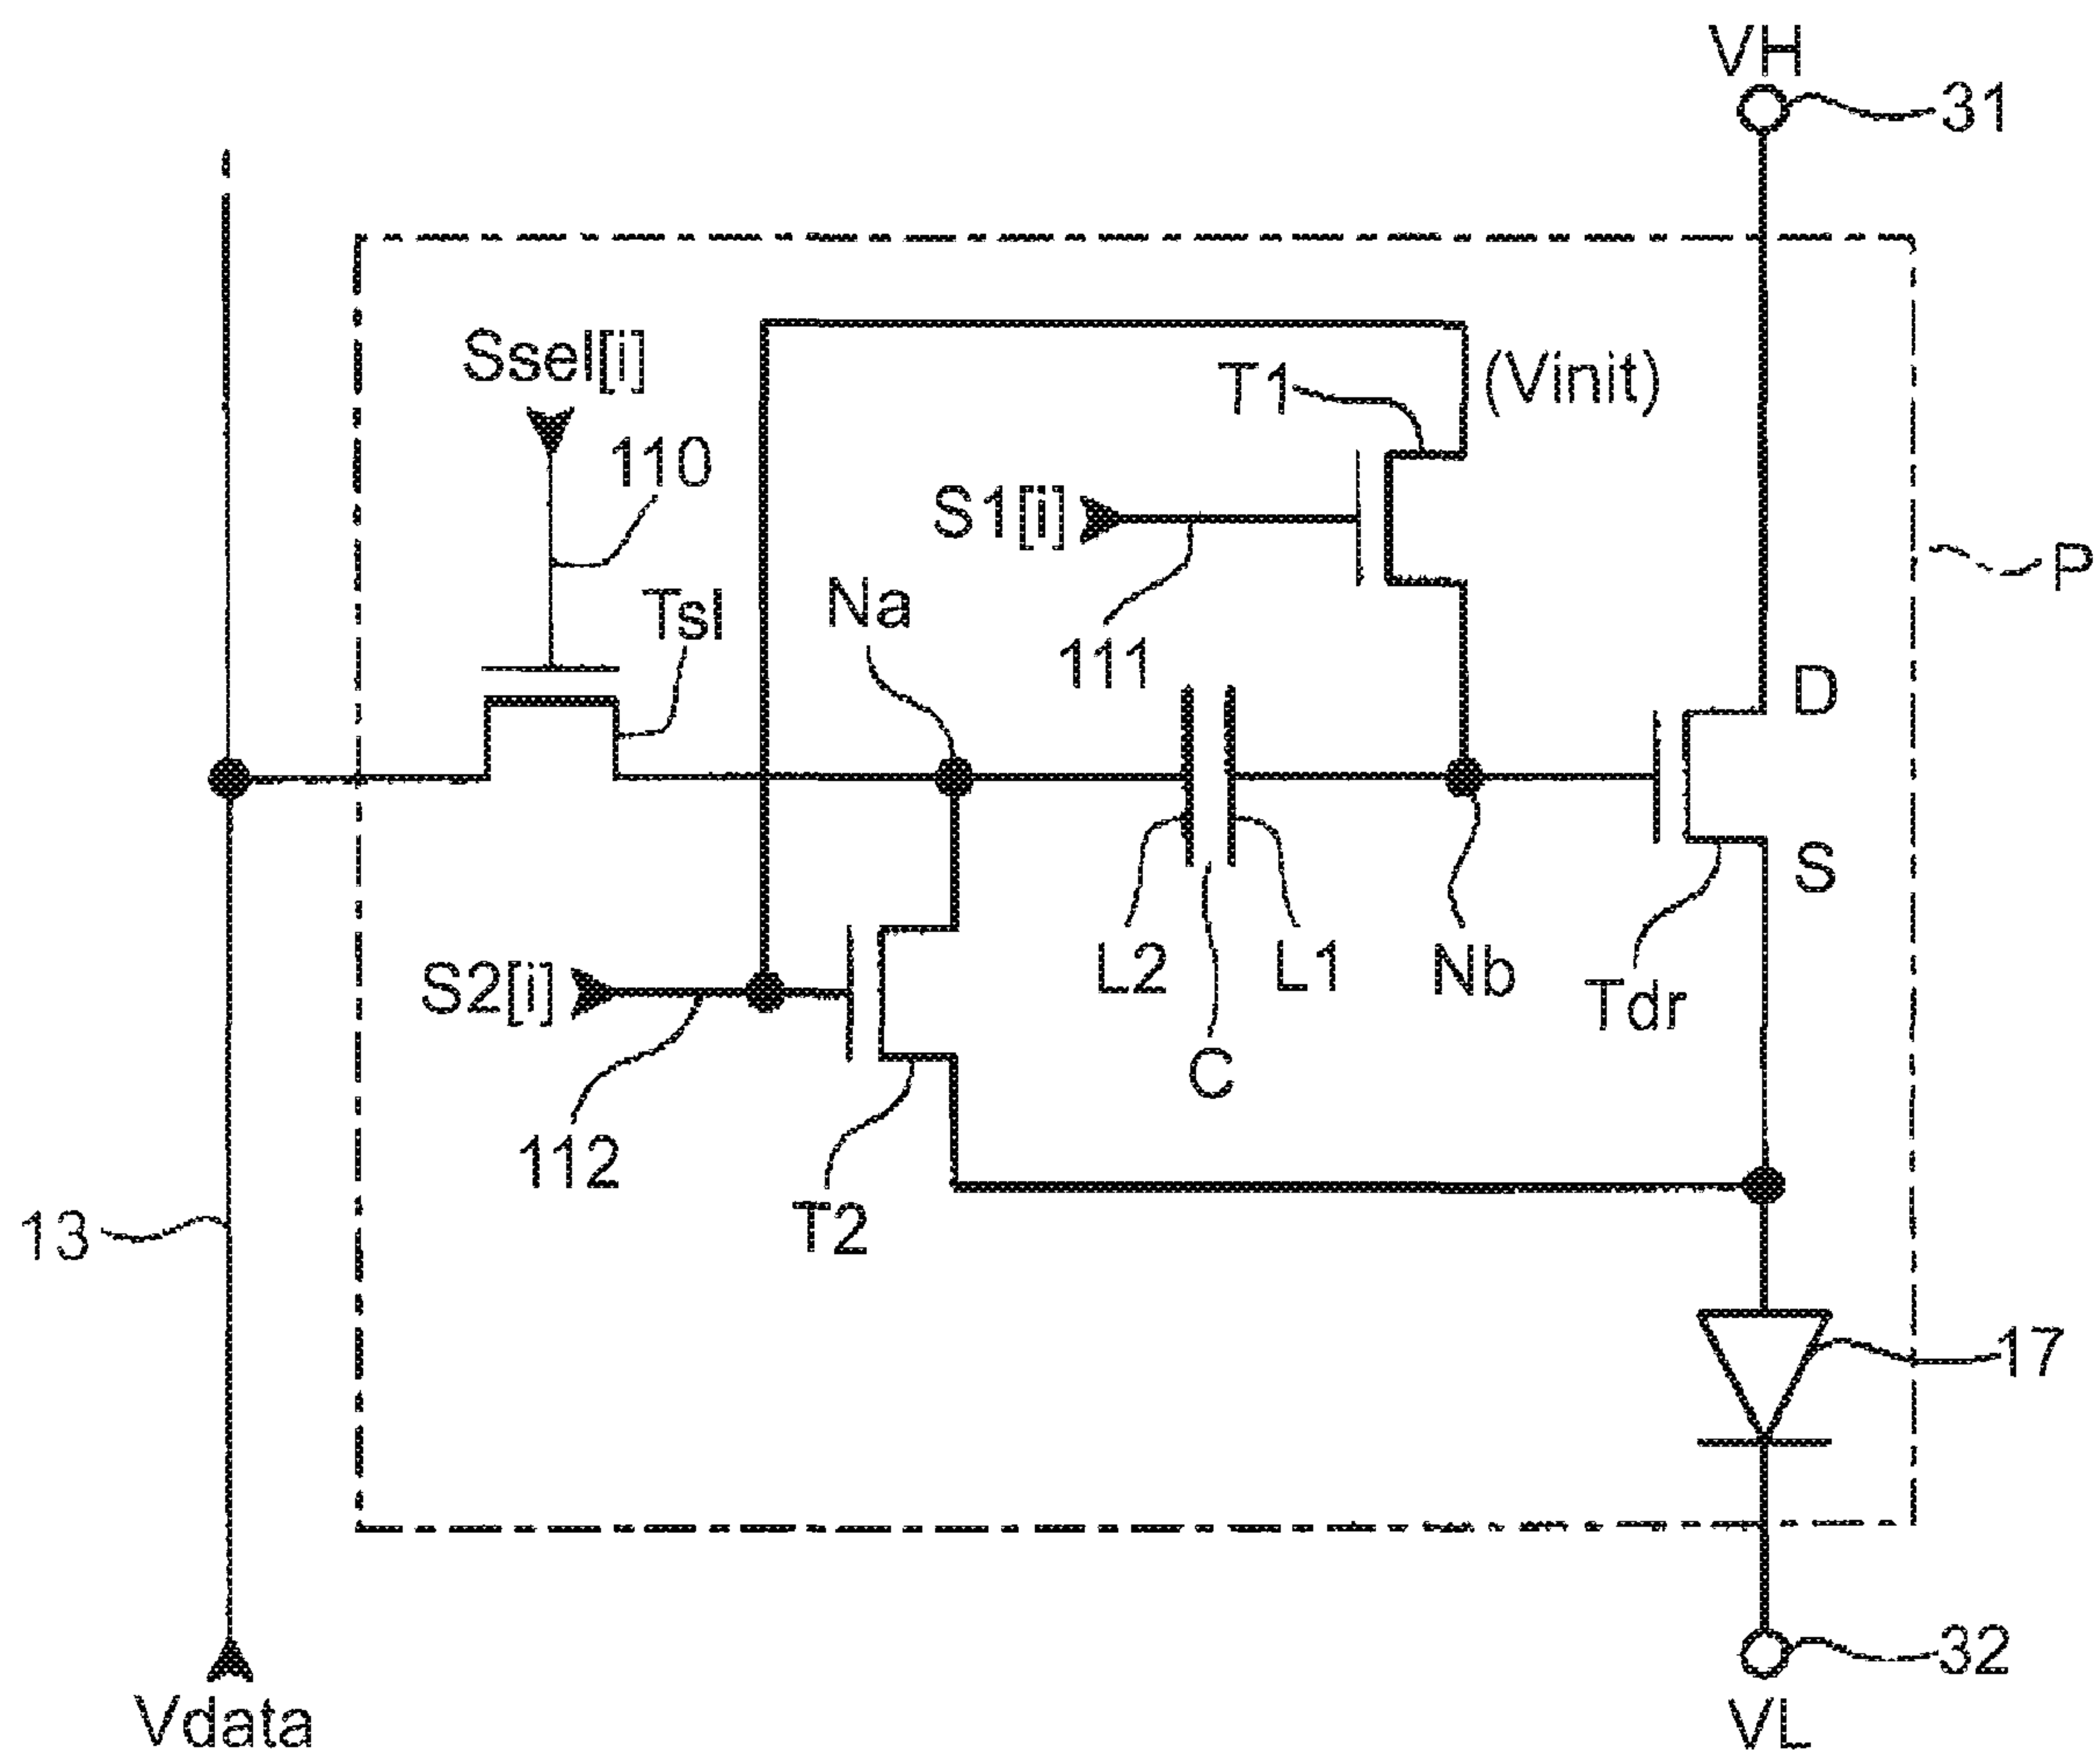 VH
31
Ssel[i]
T1
(Vinit)
110
S1[i]
P
Tsl
Na
111
D
S
S2[i]
L2
L1
Nb
Tdr
C
112
T2
13
17
32
Vdata
VL